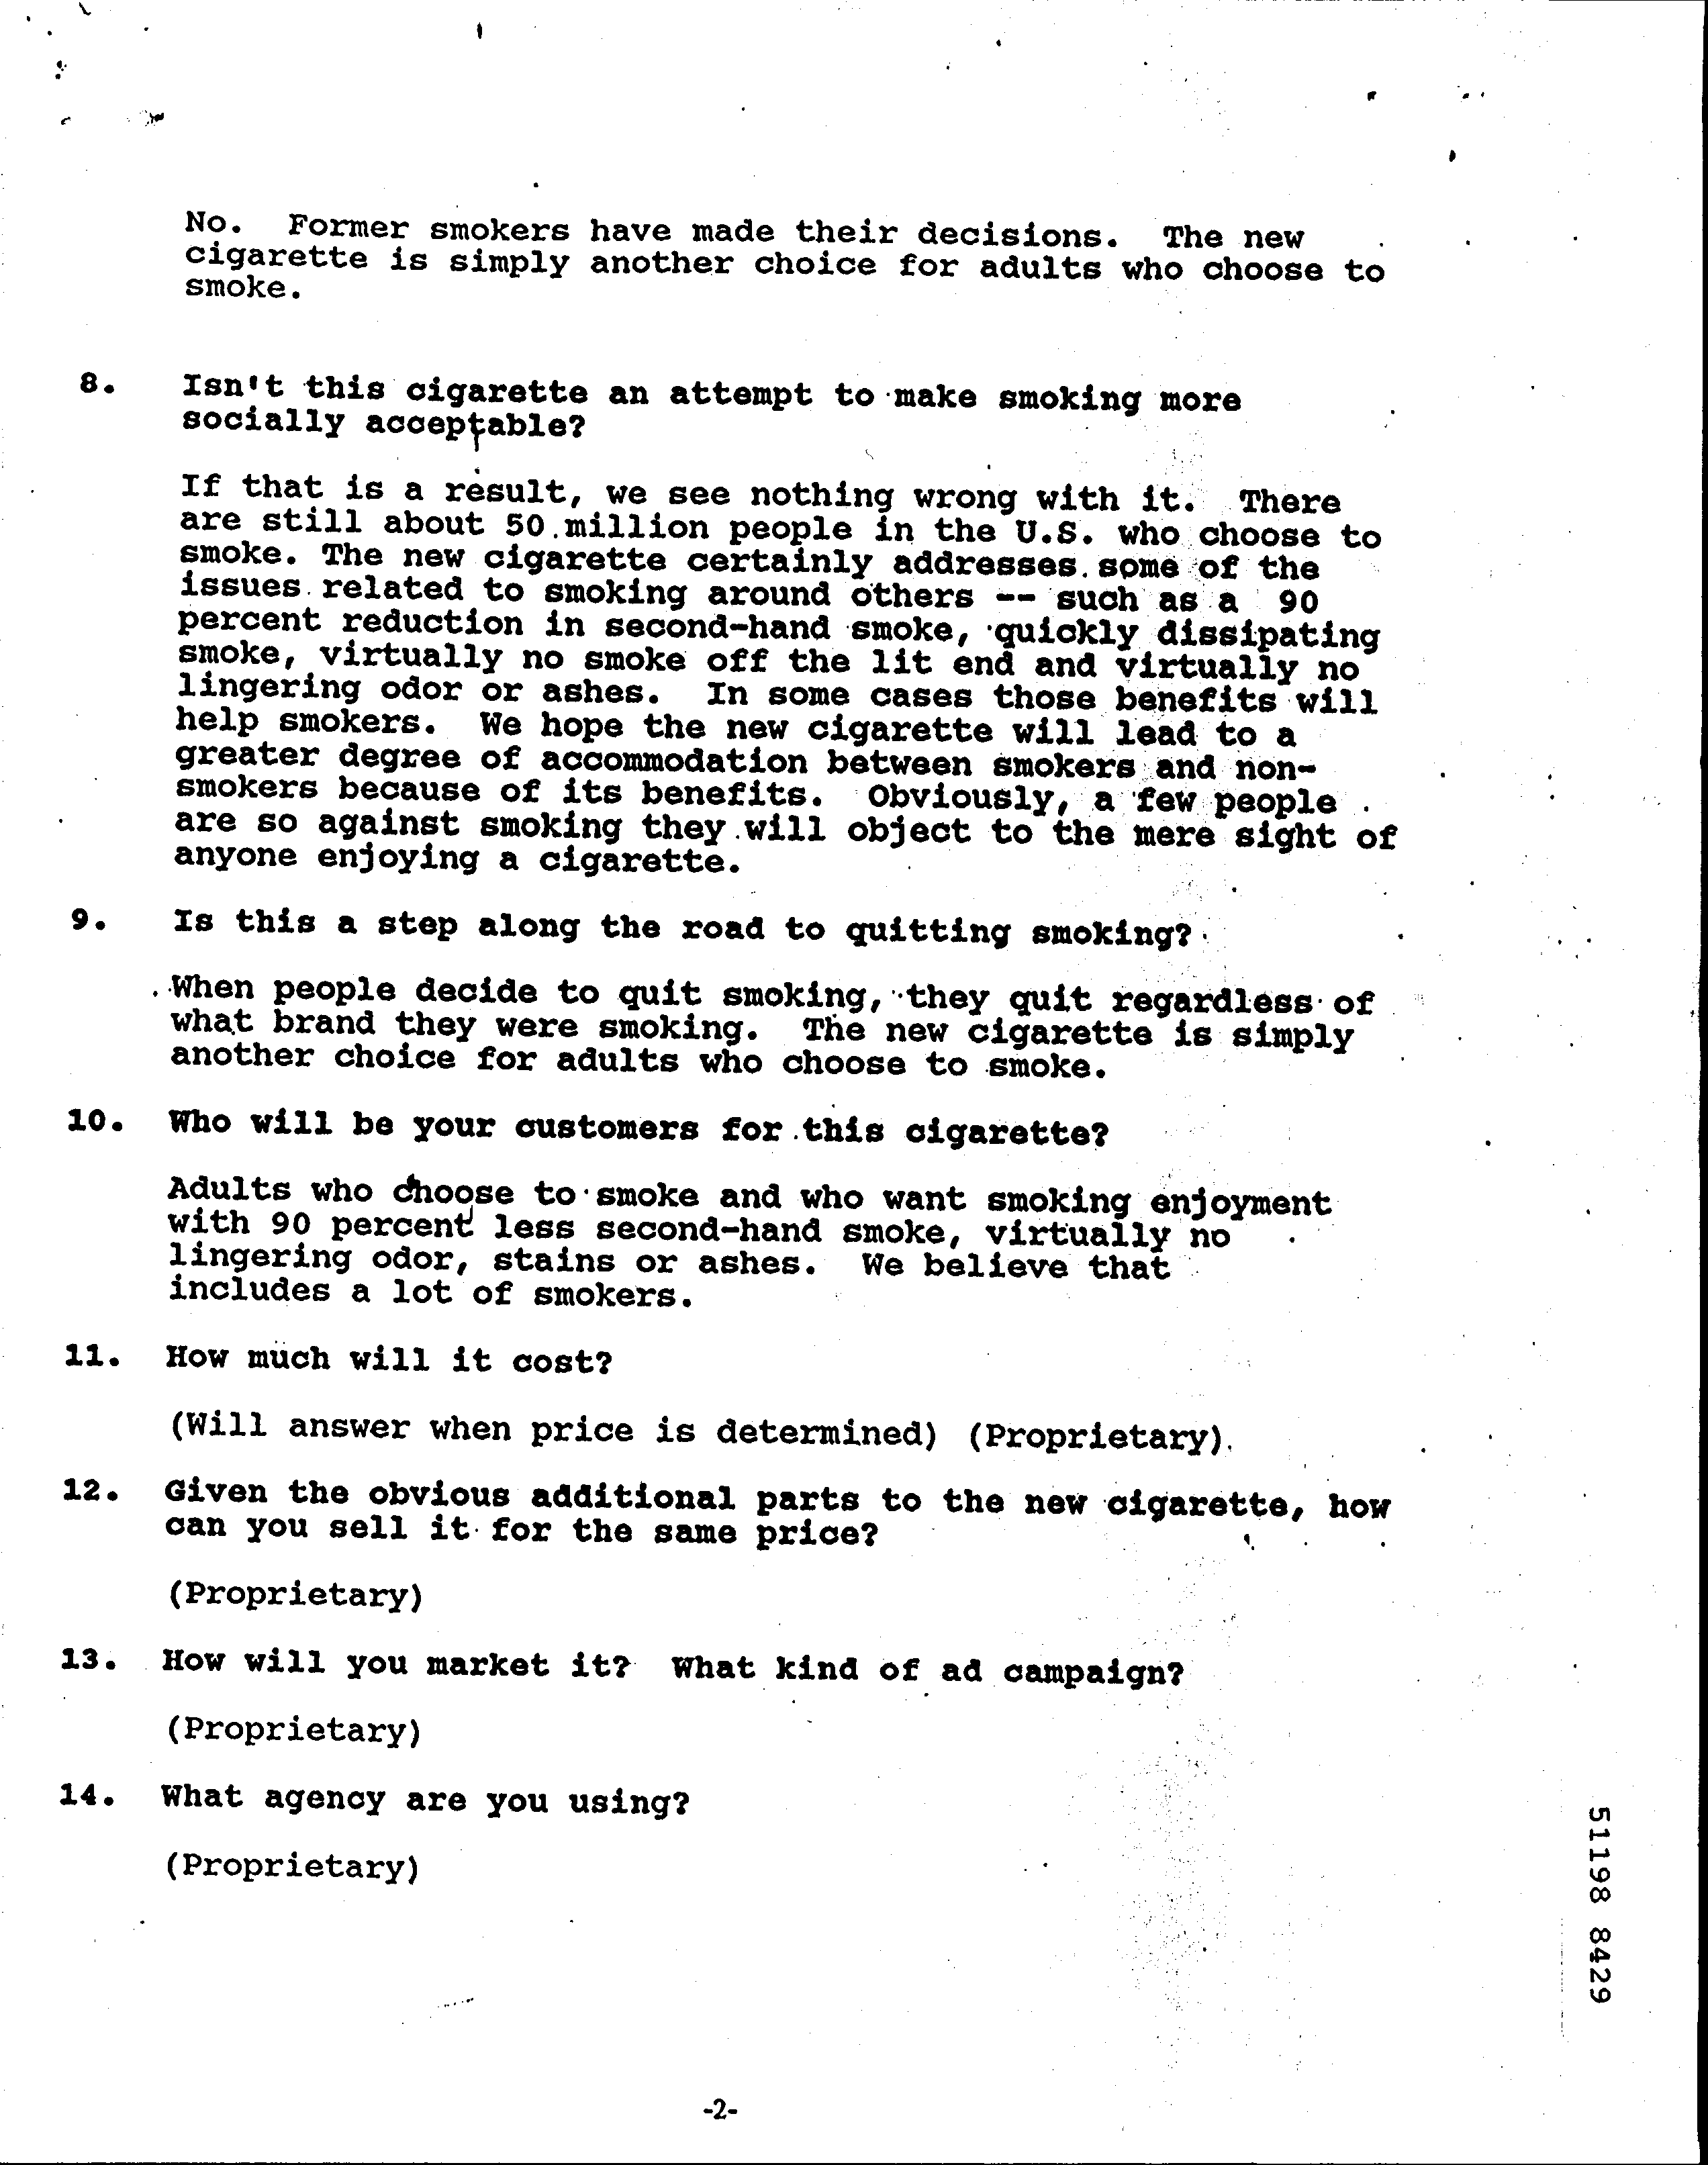 No. Former smokers have made their decisions. The new
cigarette is simply another choice for adults who choose to
smoke.
8. Isn't this cigarette an attempt to make smoking more
socially acceptable?
If that is a result, we see nothing wrong with it. There
are still about 50 million people in the U.S. who choose to
smoke. The new cigarette certainly addresses some of the
issues related to smoking around others -- such as a 90
percent reduction in second-hand smoke, quickly dissipating
smoke, virtually no smoke off the lit end and virtually no
lingering odor or ashes. In some cases those benefits will
help smokers. We hope the new cigarette will lead to a
greater degree of accommodation between smokers and non-
smokers because of its benefits. Obviously, a few people
are so against smoking they will object to the mere sight of
anyone enjoying a cigarette.
9. Is this a step along the road to quitting smoking?
When people decide to quit smoking, they quit regardless of
what brand they were smoking. The new cigarette is simply
another choice for adults who choose to smoke.
10. Who will be your customers for this cigarette?
Adults who choose to smoke and who want smoking enjoyment
with 90 percent less second-hand smoke, virtually no
lingering odor, stains or ashes. We believe that
includes a lot of smokers.
11. How much will it cost?
(Will answer when price is determined) (Proprietary).
12. Given the obvious additional parts to the new cigarette, how
can you sell it for the same price?
(Proprietary)
13. How will you market it? What kind of ad campaign?
(Proprietary)
14. What agency are you using?
(Proprietary)
51198 8429
-2-